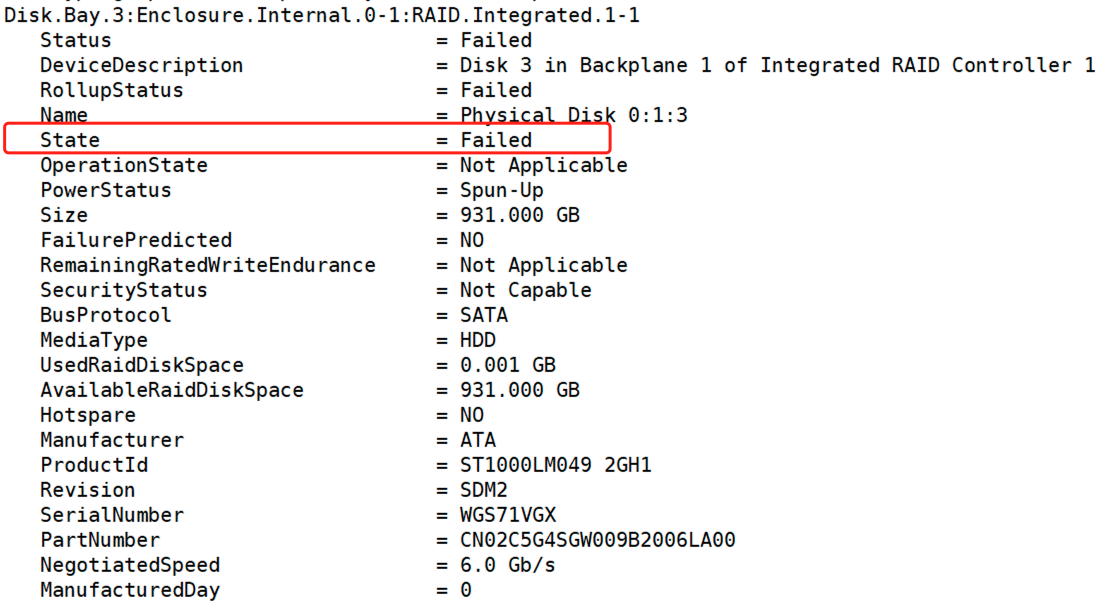 Disk.Bay.3:Enclosure.Internal.0-1:RAID.Integrated.1-1
Status = Failed
DeviceDescription = Disk 3 in Backplane 1 of Integrated RAID Controller 1
RollupStatus = Failed
Name = Physical Disk 0:1:3
State = Failed
OperationState = Not Applicable
PowerStatus = Spun-Up
Size = 931.000 GB
FailurePredicted = NO
RemainingRatedWriteEndurance = Not Applicable
SecurityStatus = Not Capable
BusProtocol = SATA
MediaType = HDD
UsedRaidDiskSpace = 0.001 GB
AvailableRaidDiskSpace = 931.000 GB
Hotspare = NO
Manufacturer = ATA
ProductId = ST1000LM049 2GH1
Revision = SDM2
SerialNumber = WGS71VGX
PartNumber = CN02C5G4SGW009B2006LA00
NegotiatedSpeed = 6.0 Gb/s
ManufacturedDay = 0